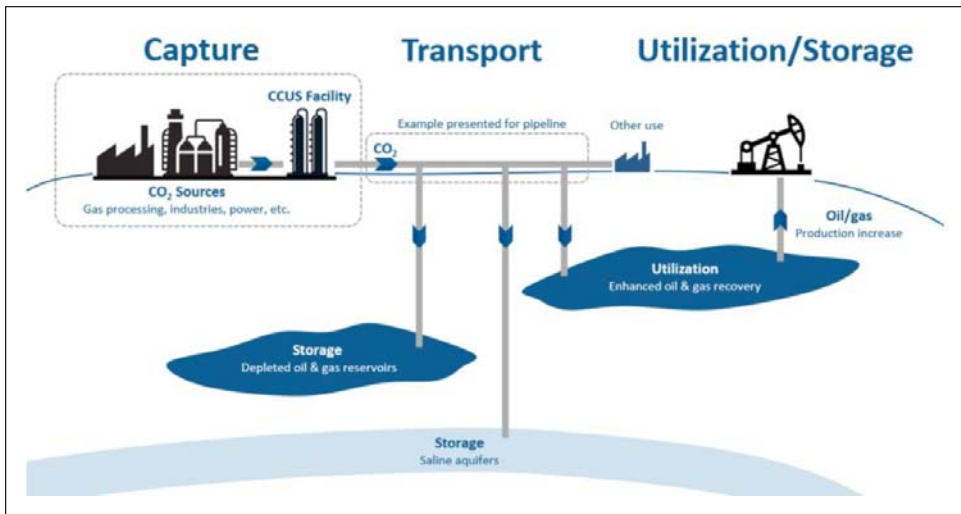 Capture
Transport
Utilization/Storage
CCUS Facility
Example presented for pipeline
Other use
CO₂
CO₂ Sources
Gas processing, industries, power, etc.
Oil/gas
Production increase
Utilization
Enhanced oil & gas recovery
Storage
Depleted oil & gas reservoirs
Storage
Saline aquifers